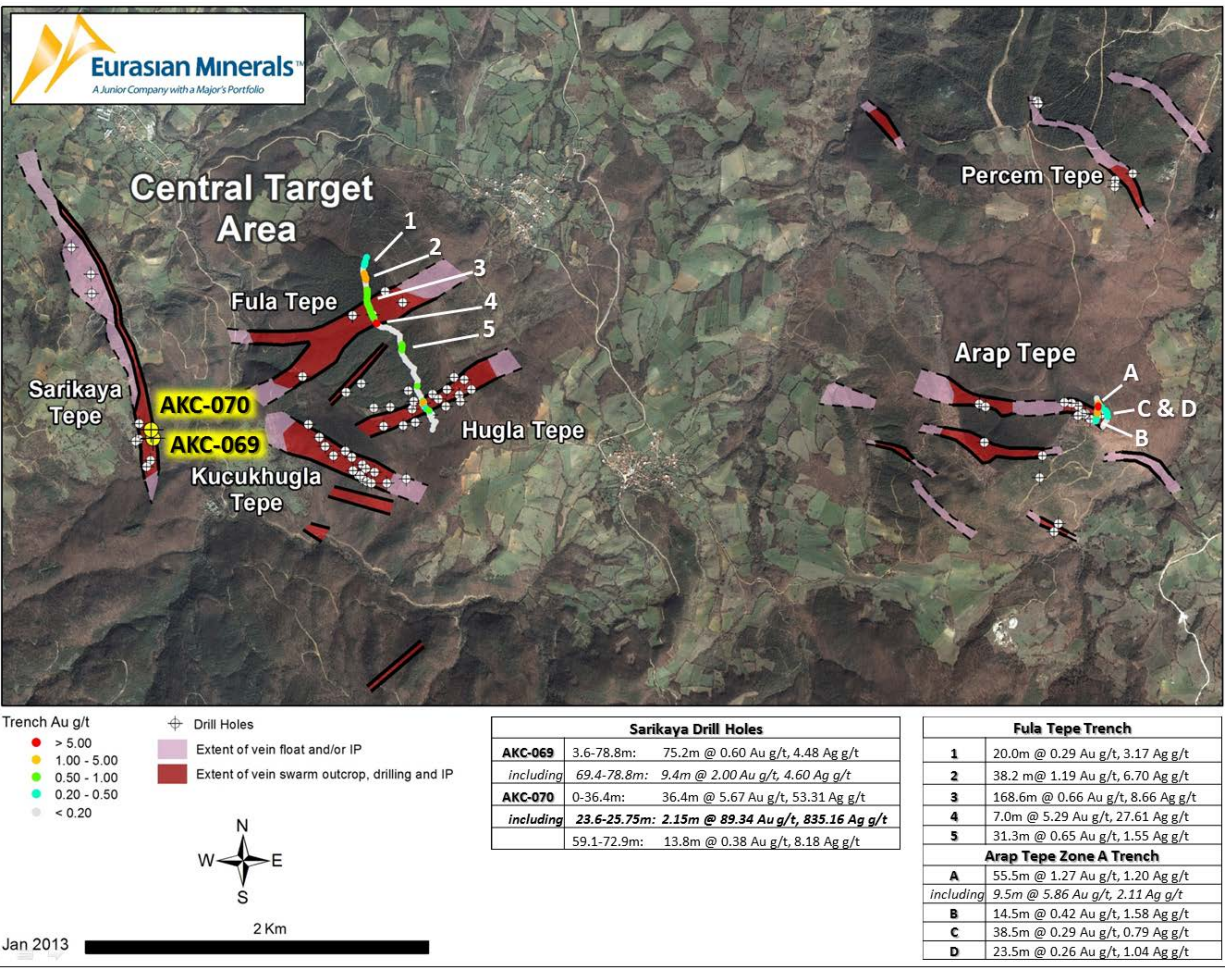 Eurasian Minerals™
A Junior Company with a Major's Portfolio
Central Target
Area
1
2
3
4
5
Fula Tepe
Percem Tepe
Arap Tepe
A
C & D
B
Sarikaya
Tepe
AKC-070
AKC-069
Hugla Tepe
Kucukhugla
Tepe
Trench Au g/t
> 5.00
1.00 - 5.00
0.50 - 1.00
0.20 - 0.50
< 0.20
Drill Holes
Extent of vein float and/or IP
Extent of vein swarm outcrop, drilling and IP
N
W E
S
2 Km
Jan 2013
Sarikaya Drill Holes
AKC-069 3.6-78.8m: 75.2m @ 0.60 Au g/t, 4.48 Ag g/t
including 69.4-78.8m: 9.4m @ 2.00 Au g/t, 4.60 Ag g/t
AKC-070 0-36.4m: 36.4m @ 5.67 Au g/t, 53.31 Ag g/t
including 23.6-25.75m: 2.15m @ 89.34 Au g/t, 835.16 Ag g/t
59.1-72.9m: 13.8m @ 0.38 Au g/t, 8.18 Ag g/t
Fula Tepe Trench
1 20.0m @ 0.29 Au g/t, 3.17 Ag g/t
2 38.2 m@ 1.19 Au g/t, 6.70 Ag g/t
3 168.6m @ 0.66 Au g/t, 8.66 Ag g/t
4 7.0m @ 5.29 Au g/t, 27.61 Ag g/t
5 31.3m @ 0.65 Au g/t, 1.55 Ag g/t
Arap Tepe Zone A Trench
A 55.5m @ 1.27 Au g/t, 1.20 Ag g/t
including 9.5m @ 5.86 Au g/t, 2.11 Ag g/t
B 14.5m @ 0.42 Au g/t, 1.58 Ag g/t
C 38.5m @ 0.29 Au g/t, 0.79 Ag g/t
D 23.5m @ 0.26 Au g/t, 1.04 Ag g/t